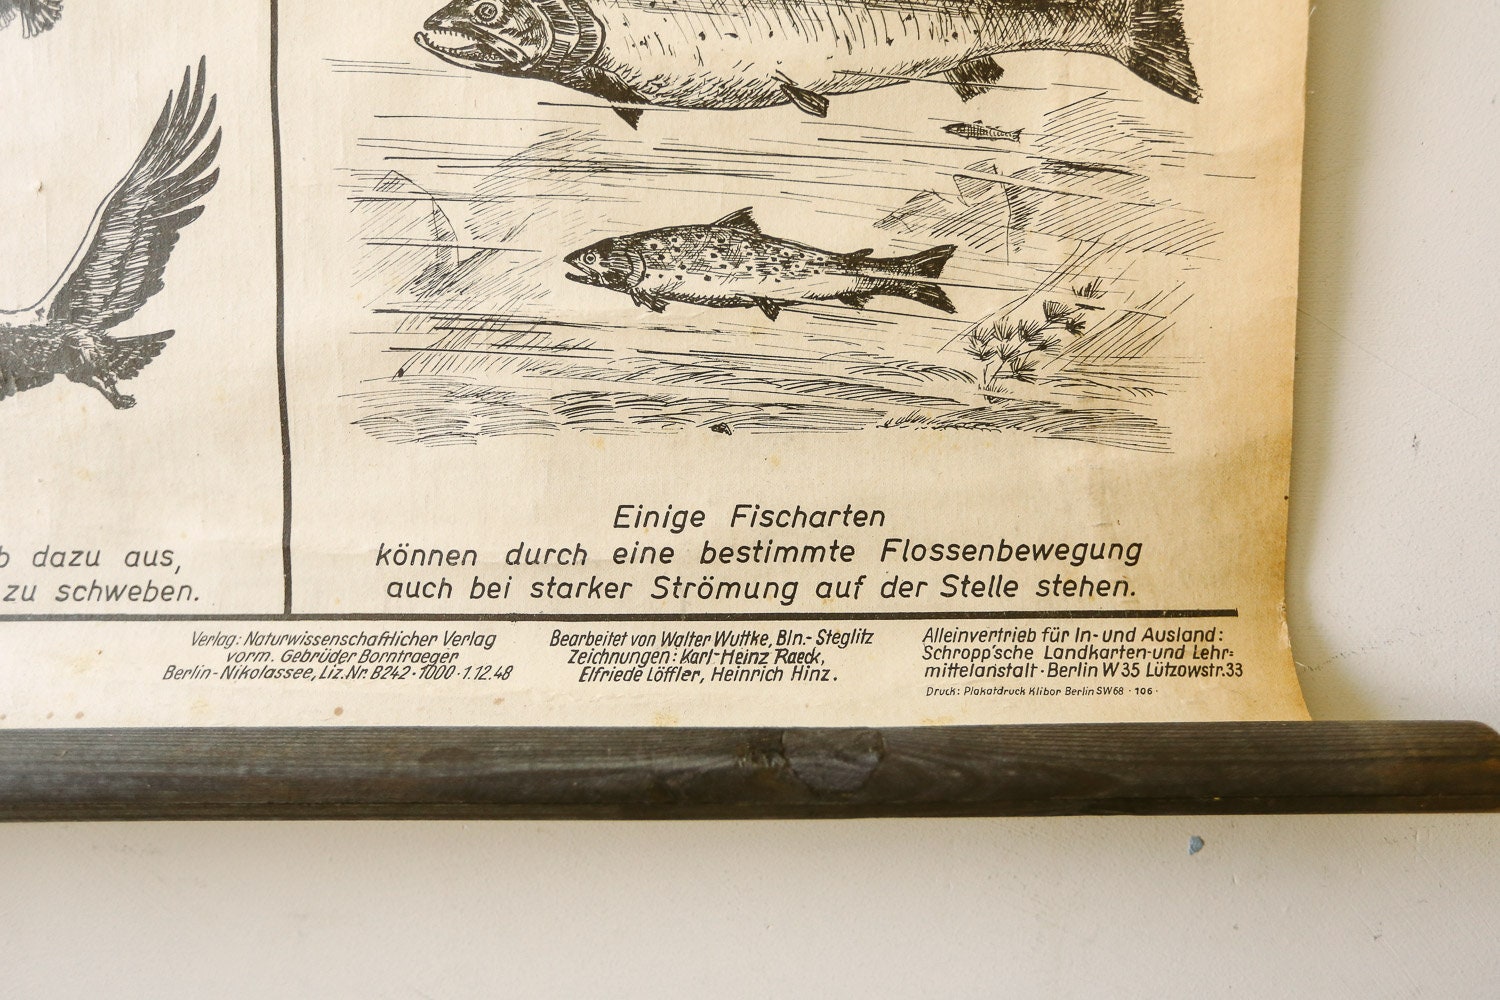 dazu aus,
zu schweben.
Einige Fischarten
können durch eine bestimmte Flossenbewegung
auch bei starker Strömung auf der Stelle stehen.
Verlag: Naturwissenschaftlicher Verlag
vorm. Gebrüder Borntraeger
Berlin-Nikolassee, Liz.Nr. B242·1000·1.12.48
Bearbeitet von Walter Wuttke, Bln.-Steglitz
Zeichnungen: Karl-Heinz Raeck,
Elfriede Löffler, Heinrich Hinz.
Alleinvertrieb für In- und Ausland:
Schropp'sche Landkarten-und Lehr=
mittelanstalt·Berlin W 35 Lützowstr.33
Druck: Plakatdruck Klibor Berlin SW68 · 106 ·